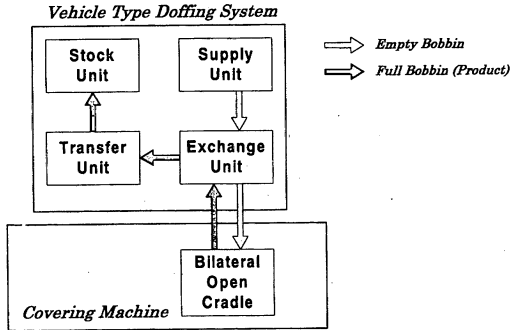 Vehicle Type Doffing System
Stock
Unit
Supply
Unit
Transfer
Unit
Exchange
Unit
Bilateral
Open
Cradle
Covering Machine
Empty Bobbin
Full Bobbin (Product)